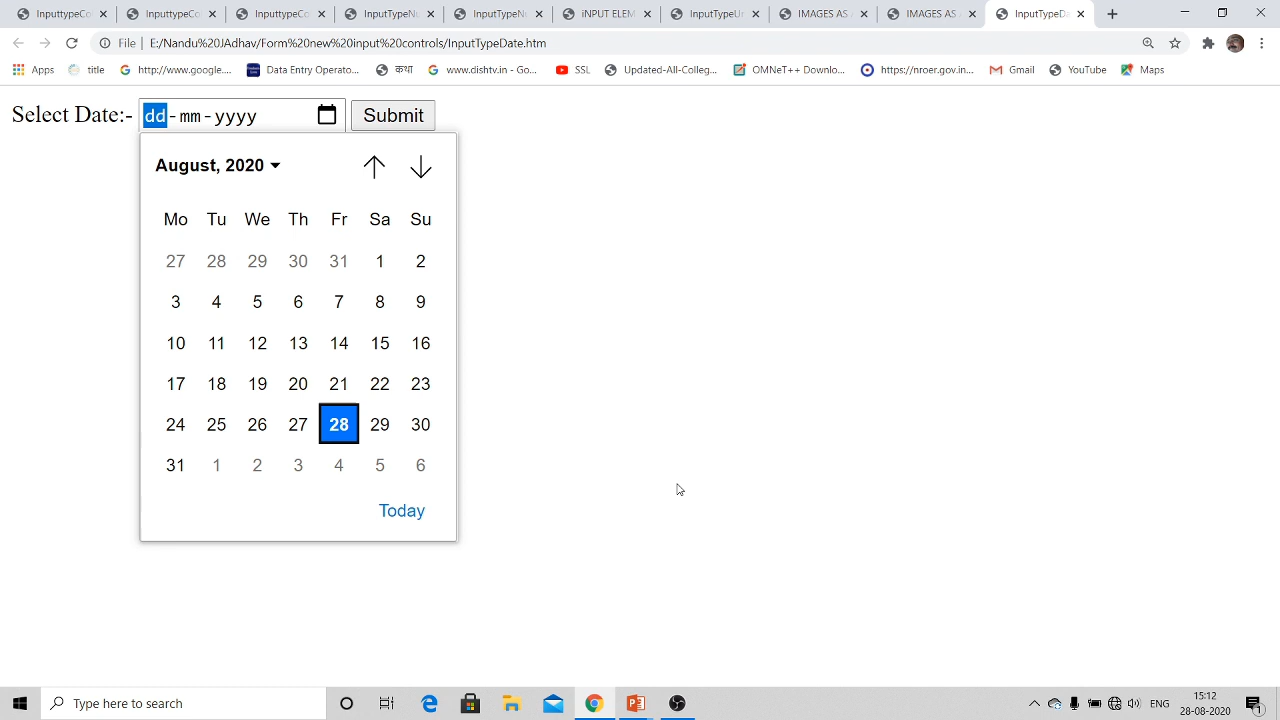 InputtypeCo InputtypeCo InputtypeCo InputTypeNu InputTypeNu iNPUT ELEM InputTypeUr IMAGES AS IMAGES AS InputTypeDa
File E:/Nandu%20JAdhav/Form%20new%20input%20controls/InputTypeDate.htm
Apps title http://www.google... Data Entry Operato... कथा www.dishtv.in - Go... SSL Updated-All-Colleg... OMNeT++ Downlo... https://nroer.gov.in... Gmail YouTube Maps
Select Date:- dd-mm-yyyy Submit
August, 2020
Mo Tu We Th Fr Sa Su
27 28 29 30 31 1 2
3 4 5 6 7 8 9
10 11 12 13 14 15 16
17 18 19 20 21 22 23
24 25 26 27 28 29 30
31 1 2 3 4 5 6
Today
Type here to search
ENG
15:12
28-08-2020
1